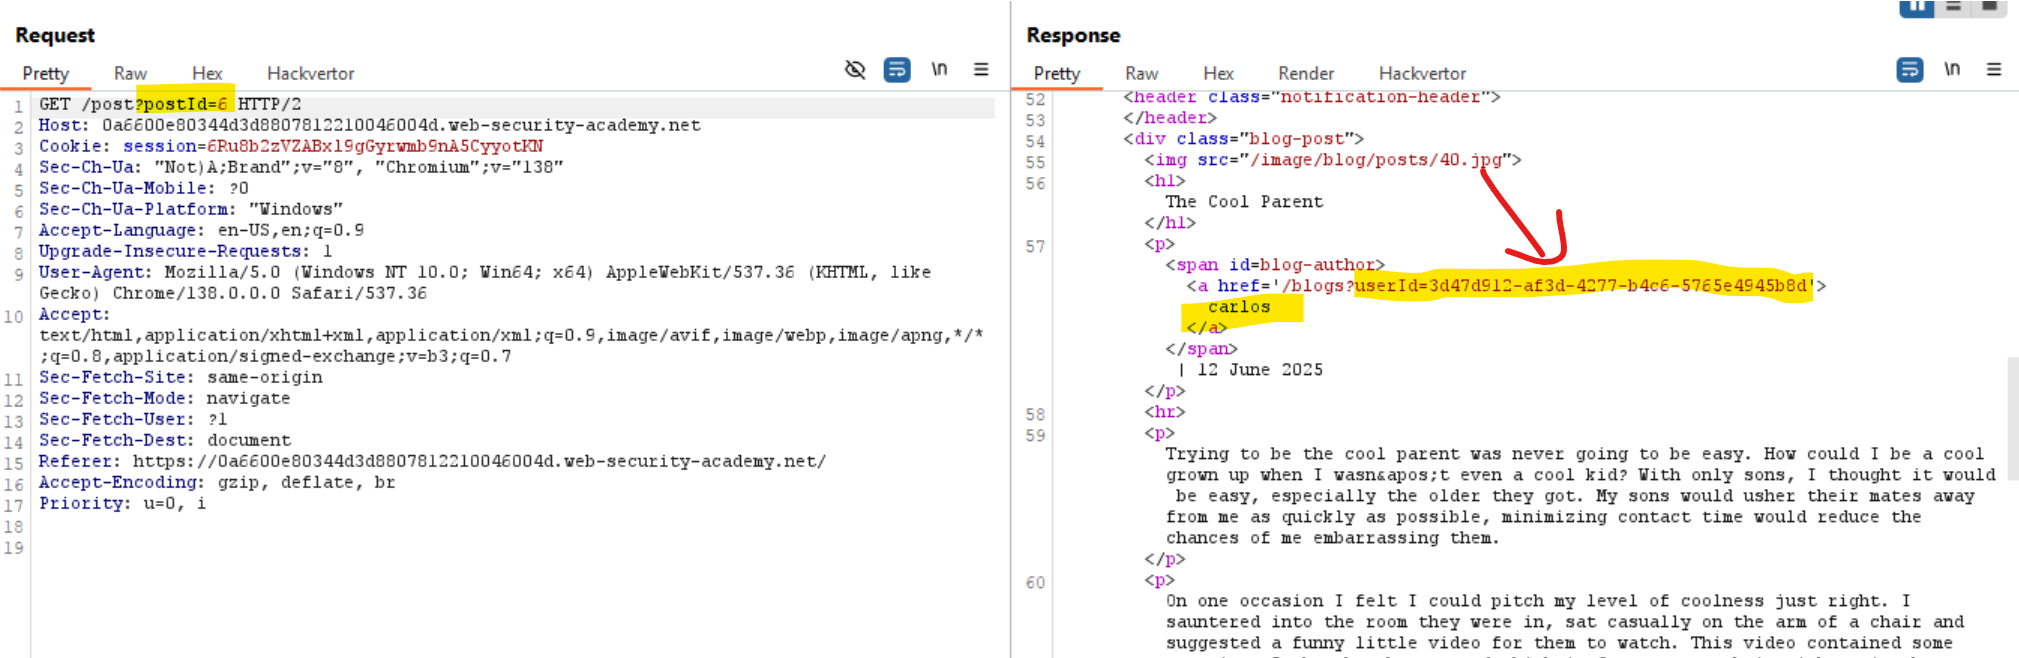 Request
Pretty Raw Hex Hackvertor \n
1 GET /post?postId=6 HTTP/2
2 Host: 0a6600e80344d3d8807812210046004d.web-security-academy.net
3 Cookie: session=6Ru8b2zVZABx19gGyrwmb9nA5CyyotKN
4 Sec-Ch-Ua: "Not)A;Brand";v="8", "Chromium";v="138"
5 Sec-Ch-Ua-Mobile: ?0
6 Sec-Ch-Ua-Platform: "Windows"
7 Accept-Language: en-US,en;q=0.9
8 Upgrade-Insecure-Requests: 1
9 User-Agent: Mozilla/5.0 (Windows NT 10.0; Win64; x64) AppleWebKit/537.36 (KHTML, like
Gecko) Chrome/138.0.0.0 Safari/537.36
10 Accept:
text/html,application/xhtml+xml,application/xml;q=0.9,image/avif,image/webp,image/apng,*/*
;q=0.8,application/signed-exchange;v=b3;q=0.7
11 Sec-Fetch-Site: same-origin
12 Sec-Fetch-Mode: navigate
13 Sec-Fetch-User: ?1
14 Sec-Fetch-Dest: document
15 Referer: https://0a6600e80344d3d8807812210046004d.web-security-academy.net/
16 Accept-Encoding: gzip, deflate, br
17 Priority: u=0, i
18
19
Response
Pretty Raw Hex Render Hackvertor \n
52 <header class="notification-header">
53 </header>
54 <div class="blog-post">
55 <img src="/image/blog/posts/40.jpg">
56 <h1>
The Cool Parent
</h1>
57 <p>
<span id=blog-author>
<a href='/blogs?userId=3d47d912-af3d-4277-b4c6-5765e4945b8d'>
carlos
</a>
</span>
| 12 June 2025
</p>
58 <hr>
59 <p>
Trying to be the cool parent was never going to be easy. How could I be a cool
grown up when I wasn&apos;t even a cool kid? With only sons, I thought it would
be easy, especially the older they got. My sons would usher their mates away
from me as quickly as possible, minimizing contact time would reduce the
chances of me embarrassing them.
</p>
60 <p>
On one occasion I felt I could pitch my level of coolness just right. I
sauntered into the room they were in, sat casually on the arm of a chair and
suggested a funny little video for them to watch. This video contained some